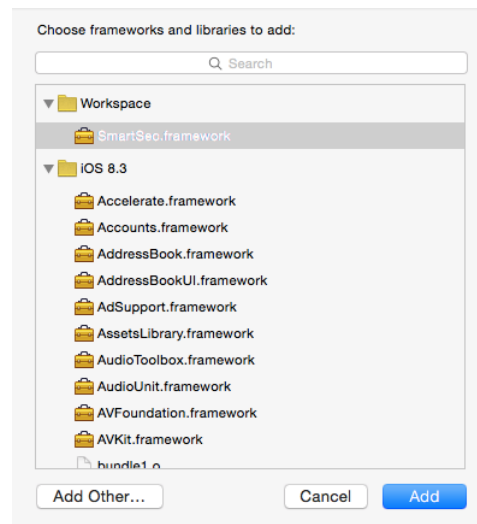 Choose frameworks and libraries to add:
Search
Workspace
SmartSeo.framework
iOS 8.3
Accelerate.framework
Accounts.framework
AddressBook.framework
AddressBookUI.framework
AdSupport.framework
AssetsLibrary.framework
AudioToolbox.framework
AudioUnit.framework
AVFoundation.framework
AVKit.framework
bundle1.o
Add Other...
Cancel
Add